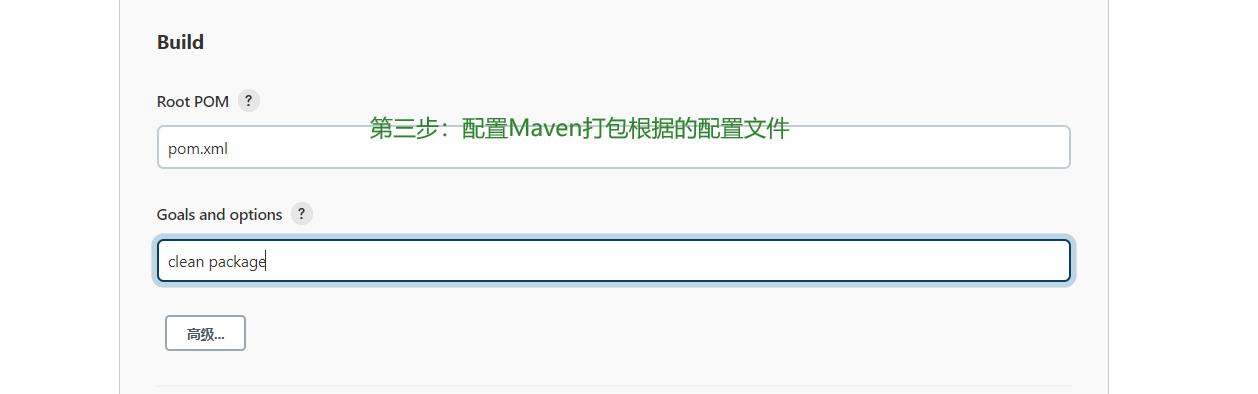 Build
Root POM ?
第三步：配置Maven打包根据的配置文件
pom.xml
Goals and options ?
clean package
高级...